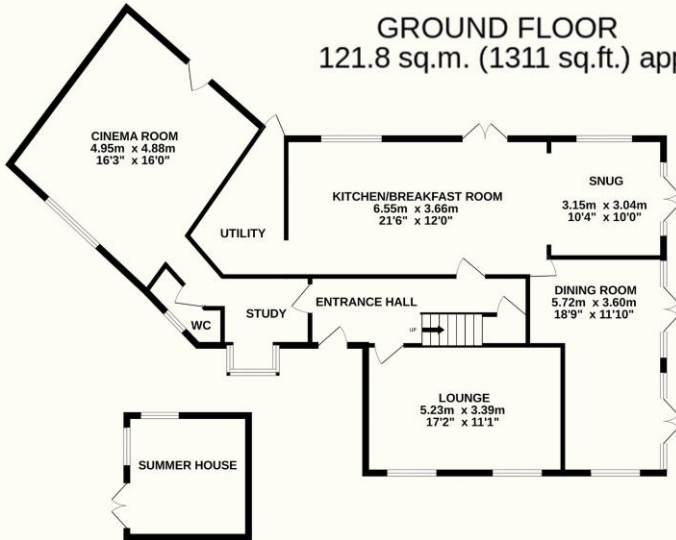 GROUND FLOOR
121.8 sq.m. (1311 sq.ft.) app
CINEMA ROOM
4.95m x 4.88m
16'3" x 16'0"
KITCHEN/BREAKFAST ROOM
6.55m x 3.66m
21'6" x 12'0"
SNUG
3.15m x 3.04m
10'4" x 10'0"
UTILITY
DINING ROOM
5.72m x 3.60m
18'9" x 11'10"
ENTRANCE HALL
STUDY
WC
UP
LOUNGE
5.23m x 3.39m
17'2" x 11'1"
SUMMER HOUSE